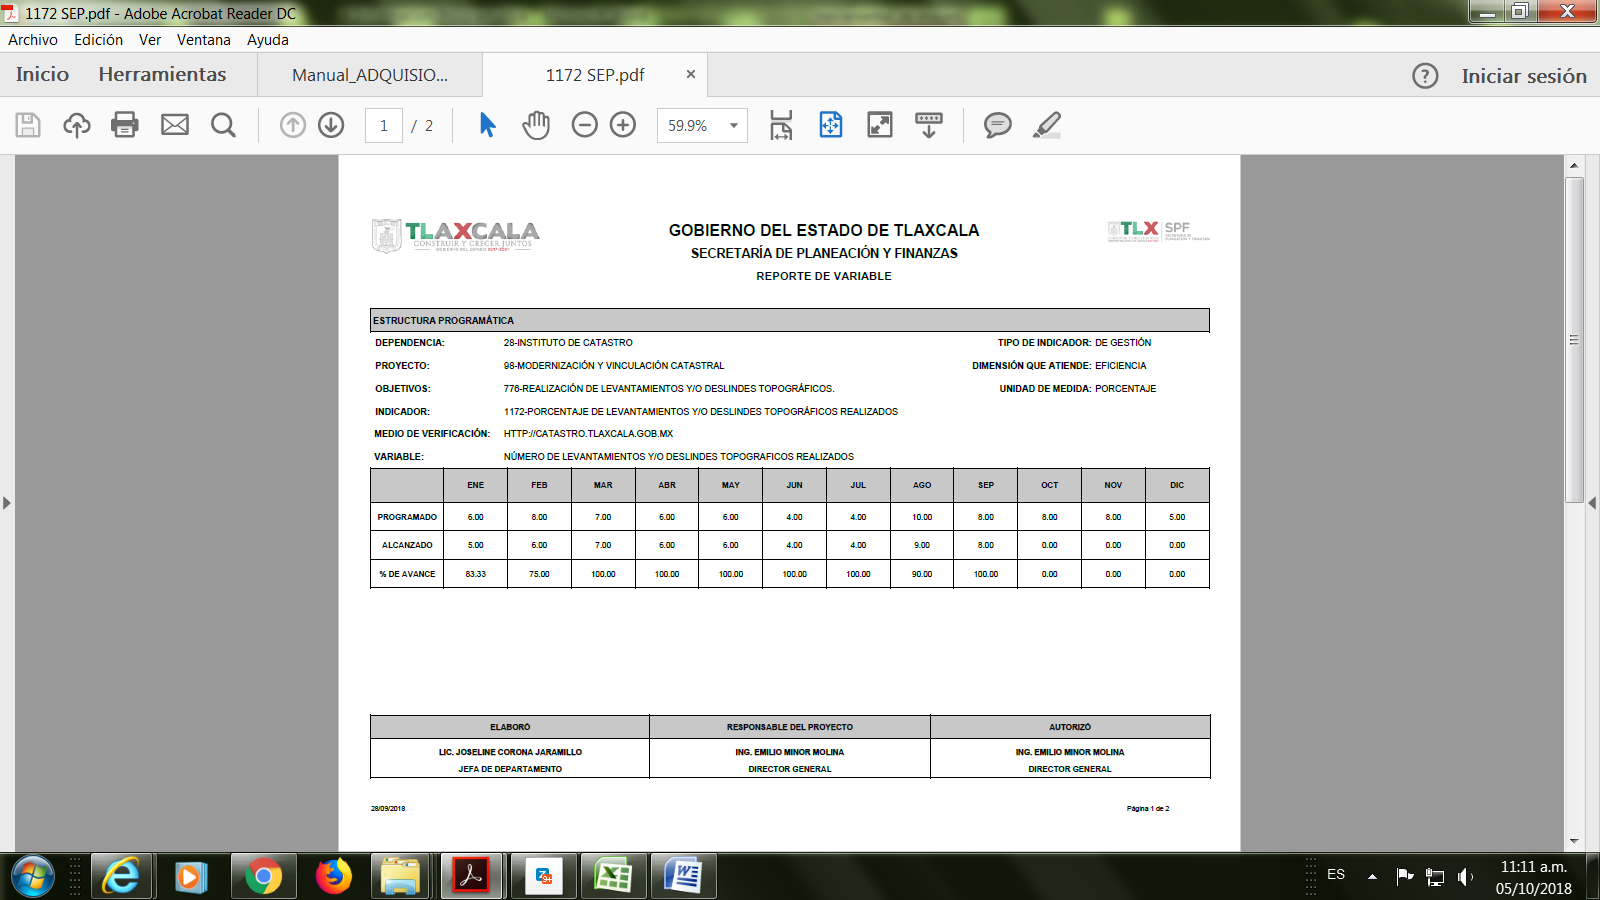 1172 SEP.pdf - Adobe Acrobat Reader DC
Archivo Edición Ver Ventana Ayuda
Inicio Herramientas Manual_ADQUISIO... 1172 SEP.pdf × Iniciar sesión
1 / 2 59.9%
TLAXCALA
CONSTRUIR Y CRECER JUNTOS
GOBIERNO DEL ESTADO 2017-2021
GOBIERNO DEL ESTADO DE TLAXCALA
SECRETARÍA DE PLANEACIÓN Y FINANZAS
REPORTE DE VARIABLE
TLX SPF
ESTRUCTURA PROGRAMÁTICA
DEPENDENCIA: 28-INSTITUTO DE CATASTRO TIPO DE INDICADOR: DE GESTIÓN
PROYECTO: 98-MODERNIZACIÓN Y VINCULACIÓN CATASTRAL DIMENSIÓN QUE ATIENDE: EFICIENCIA
OBJETIVOS: 776-REALIZACIÓN DE LEVANTAMIENTOS Y/O DESLINDES TOPOGRÁFICOS. UNIDAD DE MEDIDA: PORCENTAJE
INDICADOR: 1172-PORCENTAJE DE LEVANTAMIENTOS Y/O DESLINDES TOPOGRÁFICOS REALIZADOS
MEDIO DE VERIFICACIÓN: HTTP://CATASTRO.TLAXCALA.GOB.MX
VARIABLE: NÚMERO DE LEVANTAMIENTOS Y/O DESLINDES TOPOGRAFICOS REALIZADOS
ENE FEB MAR ABR MAY JUN JUL AGO SEP OCT NOV DIC
PROGRAMADO 6.00 8.00 7.00 6.00 6.00 4.00 4.00 10.00 8.00 8.00 8.00 5.00
ALCANZADO 5.00 6.00 7.00 6.00 6.00 4.00 4.00 9.00 8.00 0.00 0.00 0.00
% DE AVANCE 83.33 75.00 100.00 100.00 100.00 100.00 100.00 90.00 100.00 0.00 0.00 0.00
ELABORÓ RESPONSABLE DEL PROYECTO AUTORIZÓ
LIC. JOSELINE CORONA JARAMILLO ING. EMILIO MINOR MOLINA ING. EMILIO MINOR MOLINA
JEFA DE DEPARTAMENTO DIRECTOR GENERAL DIRECTOR GENERAL
28/09/2018 Página 1 de 2
ES 11:11 a.m.
05/10/2018